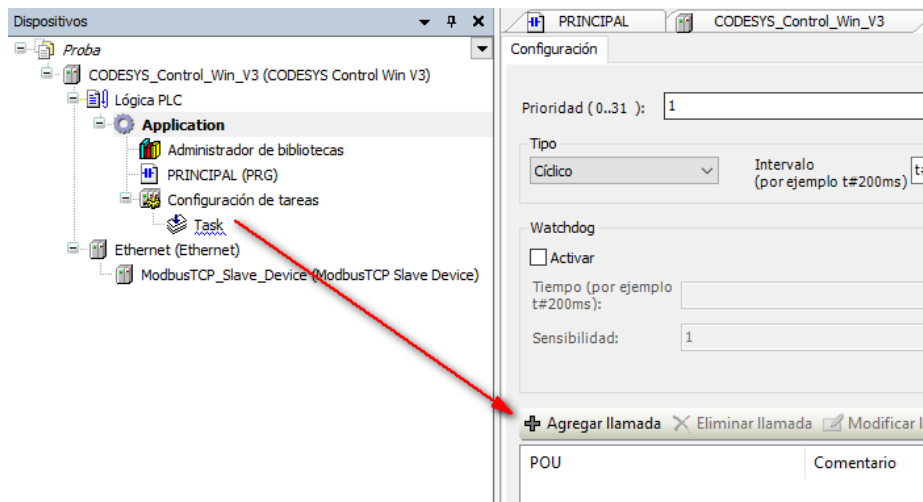 Dispositivos
Proba
CODESYS_Control_Win_V3 (CODESYS Control Win V3)
Lógica PLC
Application
Administrador de bibliotecas
PRINCIPAL (PRG)
Configuración de tareas
Task
Ethernet (Ethernet)
ModbusTCP_Slave_Device (ModbusTCP Slave Device)
PRINCIPAL
CODESYS_Control_Win_V3
Configuración
Prioridad ( 0..31 ): 1
Tipo
Cíclico
Intervalo
(por ejemplo t#200ms)
Watchdog
Activar
Tiempo (por ejemplo
t#200ms):
Sensibilidad: 1
Agregar llamada Eliminar llamada Modificar
POU Comentario